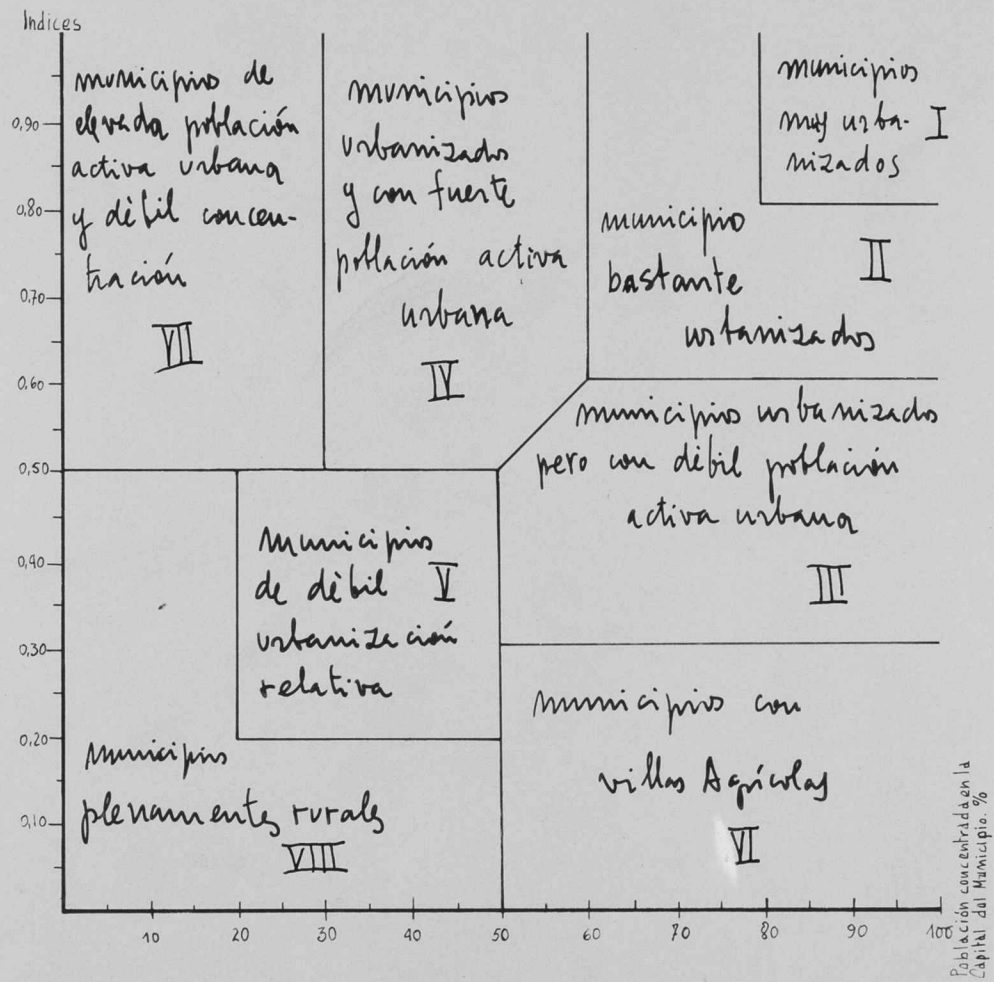 Indices
municipios de
elevada población
activa urbana
y débil concen-
tración
VII
municipios
urbanizados
y con fuerte
población activa
urbana
IV
municipios
muy urba-
nizados
I
municipio
bastante
urbanizados
II
municipios urbanizados
pero con débil población
activa urbana
III
municipios
de débil
urbanización
relativa
V
municipios con
villas Agrícolas
VI
municipios
plenamentes rurales
VIII
0,90
0,80
0,70
0,60
0,50
0,40
0,30
0,20
0,10
10 20 30 40 50 60 70 80 90 100
Población concentrada en la
Capital dal Municipio. %